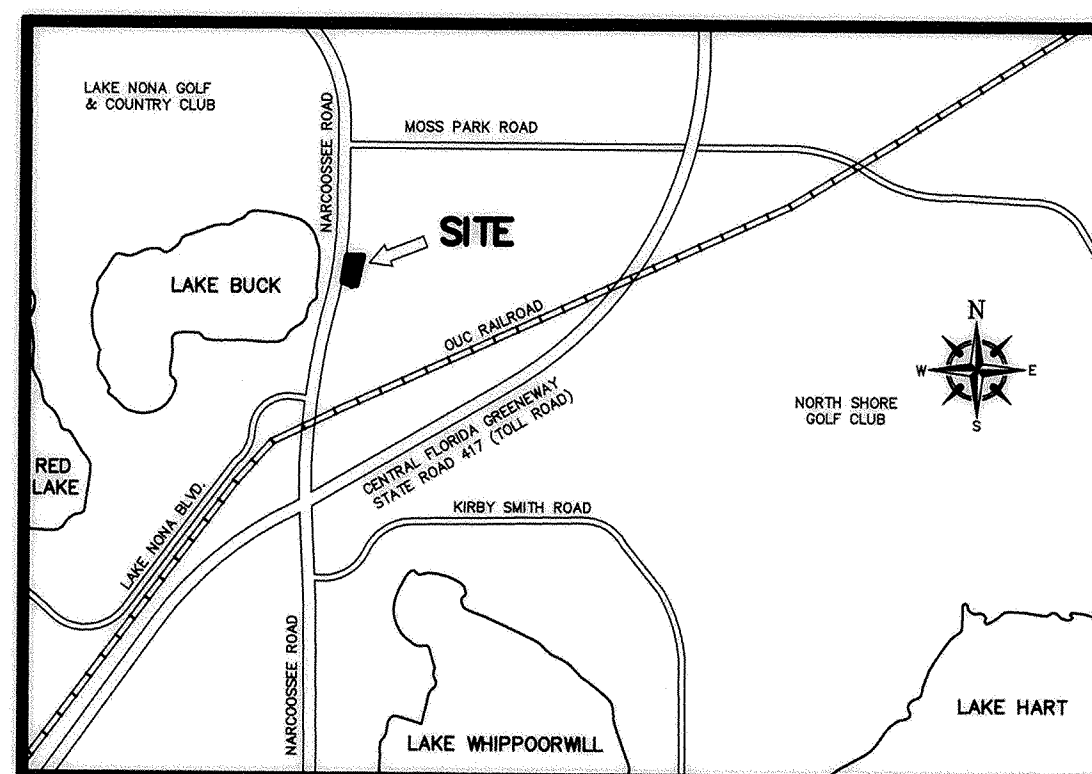 LAKE NONA GOLF
& COUNTRY CLUB
NARCOOSSEE ROAD
MOSS PARK ROAD
SITE
LAKE BUCK
OUC RAILROAD
N
W
E
S
NORTH SHORE
GOLF CLUB
CENTRAL FLORIDA GREENEWAY
STATE ROAD 417 (TOLL ROAD)
RED
LAKE
LAKE NONA BLVD.
KIRBY SMITH ROAD
NARCOOSSEE ROAD
LAKE WHIPPOORWILL
LAKE HART